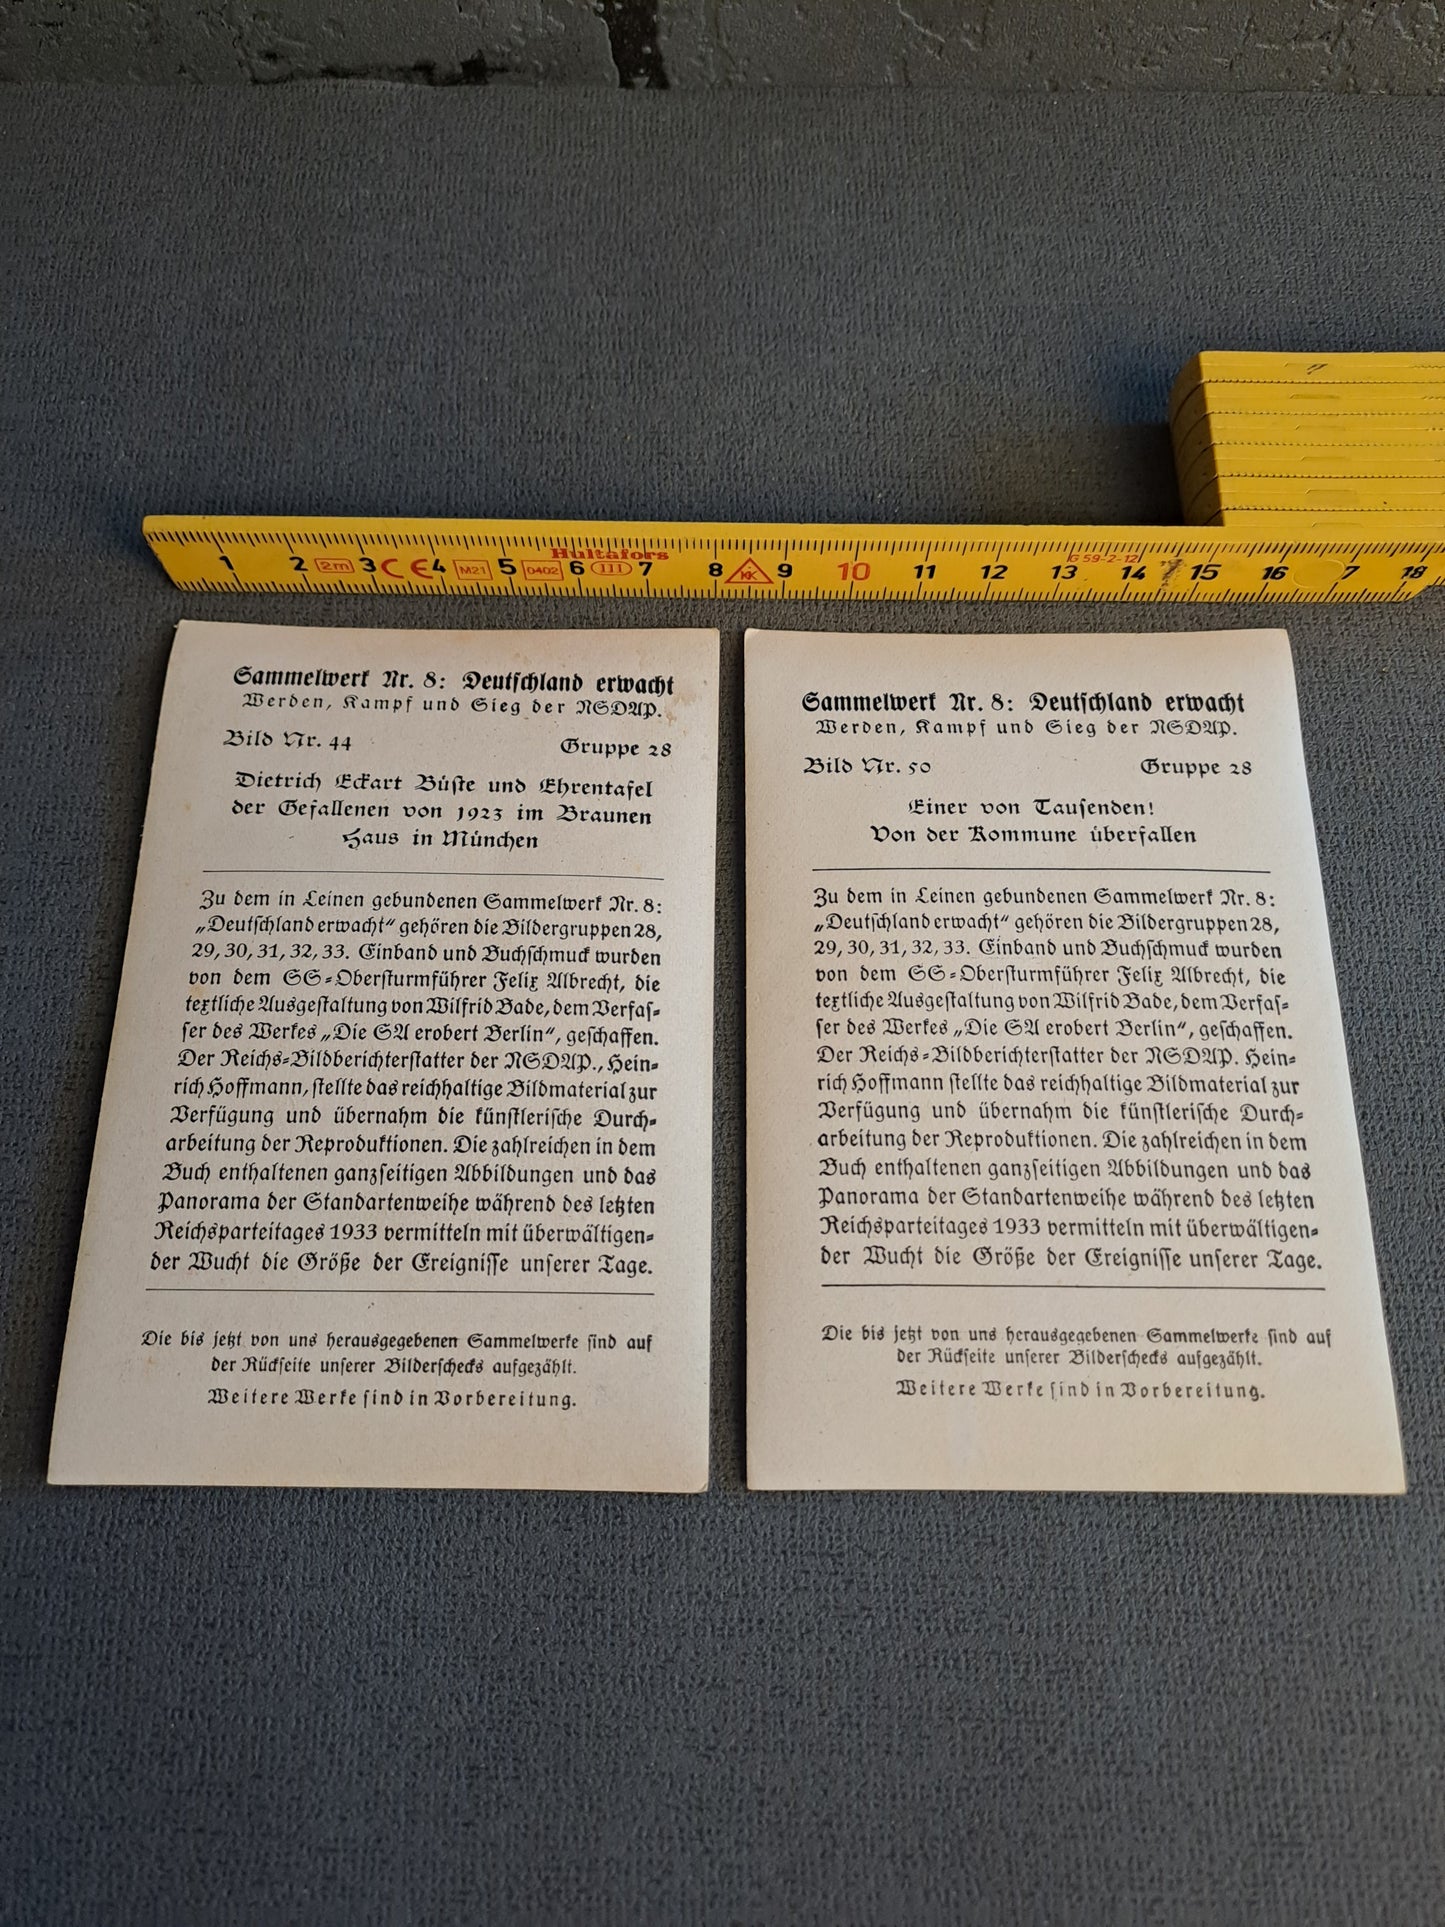 1 2 2m 3 CE 4 M21 5 0402 Hultafors 6 III 7 8 KK 9 10 11 12 13 G 59-2-12 14 15 16 7 18
Sammelwerk Nr. 8: Deutschland erwacht
Werden, Kampf und Sieg der NSDAP.
Bild Nr. 44 Gruppe 28
Dietrich Eckart Büste und Ehrentafel
der Gefallenen von 1923 im Braunen
Haus in München
Zu dem in Leinen gebundenen Sammelwerk Nr. 8:
„Deutschland erwacht“ gehören die Bildergruppen 28,
29, 30, 31, 32, 33. Einband und Buchschmuck wurden
von dem SS-Obersturmführer Felix Albrecht, die
textliche Ausgestaltung von Wilfrid Bade, dem Verfas-
ser des Werkes „Die SA erobert Berlin“, geschaffen.
Der Reichs-Bildberichterstatter der NSDAP., Hein-
rich Hoffmann, stellte das reichhaltige Bildmaterial zur
Verfügung und übernahm die künstlerische Durch-
arbeitung der Reproduktionen. Die zahlreichen in dem
Buch enthaltenen ganzseitigen Abbildungen und das
Panorama der Standartenweihe während des letzten
Reichsparteitages 1933 vermitteln mit überwältigen-
der Wucht die Größe der Ereignisse unserer Tage.
Die bis jetzt von uns herausgegebenen Sammelwerke sind auf
der Rückseite unserer Bilderschecks aufgezählt.
Weitere Werke sind in Vorbereitung.
Sammelwerk Nr. 8: Deutschland erwacht
Werden, Kampf und Sieg der NSDAP.
Bild Nr. 50 Gruppe 28
Einer von Tausenden!
Von der Kommune überfallen
Zu dem in Leinen gebundenen Sammelwerk Nr. 8:
„Deutschland erwacht“ gehören die Bildergruppen 28,
29, 30, 31, 32, 33. Einband und Buchschmuck wurden
von dem SS-Obersturmführer Felix Albrecht, die
textliche Ausgestaltung von Wilfrid Bade, dem Verfas-
ser des Werkes „Die SA erobert Berlin“, geschaffen.
Der Reichs-Bildberichterstatter der NSDAP. Hein-
rich Hoffmann stellte das reichhaltige Bildmaterial zur
Verfügung und übernahm die künstlerische Durch-
arbeitung der Reproduktionen. Die zahlreichen in dem
Buch enthaltenen ganzseitigen Abbildungen und das
Panorama der Standartenweihe während des letzten
Reichsparteitages 1933 vermitteln mit überwältigen-
der Wucht die Größe der Ereignisse unserer Tage.
Die bis jetzt von uns herausgegebenen Sammelwerke sind auf
der Rückseite unserer Bilderschecks aufgezählt.
Weitere Werke sind in Vorbereitung.